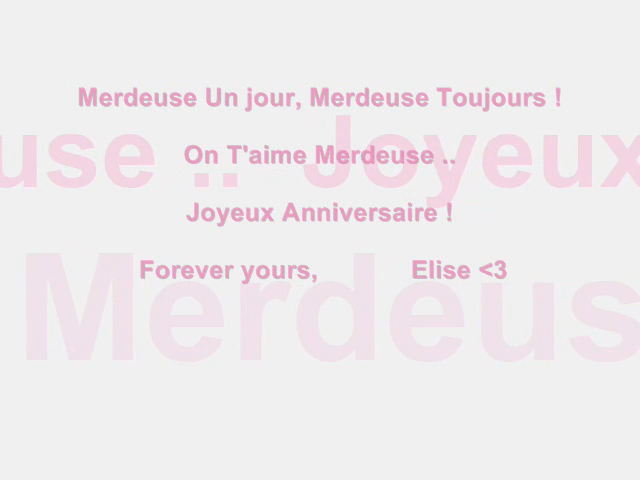 Merdeuse Un jour, Merdeuse Toujours !
use .. Joyeux
On T'aime Merdeuse ..
Joyeux Anniversaire !
Forever yours, Elise <3
Merdeus